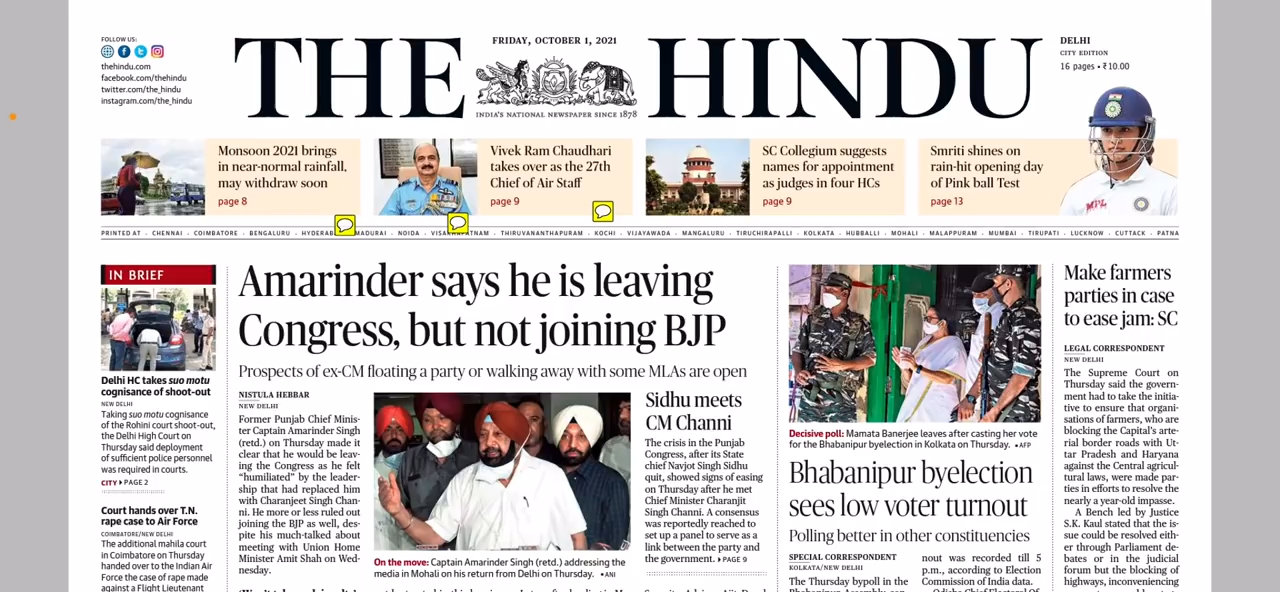 FOLLOW US:
thehindu.com
facebook.com/thehindu
twitter.com/the_hindu
instagram.com/the_hindu
THE HINDU
FRIDAY, OCTOBER 1, 2021
INDIA'S NATIONAL NEWSPAPER SINCE 1878
DELHI
CITY EDITION
16 pages • ₹10.00
Monsoon 2021 brings
in near-normal rainfall,
may withdraw soon
page 8
Vivek Ram Chaudhari
takes over as the 27th
Chief of Air Staff
page 9
SC Collegium suggests
names for appointment
as judges in four HCs
page 9
Smriti shines on
rain-hit opening day
of Pink ball Test
page 13
MPL
PRINTED AT • CHENNAI • COIMBATORE • BENGALURU • HYDERAB MADURAI • NOIDA • VISAKHAPATNAM • THIRUVANANTHAPURAM • KOCHI • VIJAYAWADA • MANGALURU • TIRUCHIRAPALLI • KOLKATA • HUBBALLI • MOHALI • MALAPPURAM • MUMBAI • TIRUPATI • LUCKNOW • CUTTACK • PATNA
IN BRIEF
Delhi HC takes suo motu
cognisance of shoot-out
NEW DELHI
Taking suo motu cognisance
of the Rohini court shoot-out,
the Delhi High Court on
Thursday said deployment
of sufficient police personnel
was required in courts.
CITY ▸ PAGE 2
Court hands over T.N.
rape case to Air Force
COIMBATORE/NEW DELHI
The additional mahila court
in Coimbatore on Thursday
handed over to the Indian Air
Force the case of rape made
against a Flight Lieutenant
Amarinder says he is leaving
Congress, but not joining BJP
Prospects of ex-CM floating a party or walking away with some MLAs are open
NISTULA HEBBAR
NEW DELHI
Former Punjab Chief Minis-
ter Captain Amarinder Singh
(retd.) on Thursday made it
clear that he would be leav-
ing the Congress as he felt
“humiliated” by the leader-
ship that had replaced him
with Charanjeet Singh Chan-
ni. He more or less ruled out
joining the BJP as well, des-
pite his much-talked about
meeting with Union Home
Minister Amit Shah on Wed-
nesday.
On the move: Captain Amarinder Singh (retd.) addressing the
media in Mohali on his return from Delhi on Thursday. • ANI
Sidhu meets
CM Channi
The crisis in the Punjab
Congress, after its State
chief Navjot Singh Sidhu
quit, showed signs of easing
on Thursday after he met
Chief Minister Charanjit
Singh Channi. A consensus
was reportedly reached to
set up a panel to serve as a
link between the party and
the government. ▸ PAGE 9
Decisive poll: Mamata Banerjee leaves after casting her vote
for the Bhabanipur byelection in Kolkata on Thursday. • AFP
Bhabanipur byelection
sees low voter turnout
Polling better in other constituencies
SPECIAL CORRESPONDENT
KOLKATA/NEW DELHI
The Thursday bypoll in the
nout was recorded till 5
p.m., according to Election
Commission of India data.
Make farmers
parties in case
to ease jam: SC
LEGAL CORRESPONDENT
NEW DELHI
The Supreme Court on
Thursday said the govern-
ment had to take the initia-
tive to ensure that organi-
sations of farmers, who are
blocking the Capital's arte-
rial border roads with Ut-
tar Pradesh and Haryana
against the Central agricul-
tural laws, were made par-
ties in efforts to resolve the
nearly a year-old impasse.
A Bench led by Justice
S.K. Kaul stated that the is-
sue could be resolved eith-
er through Parliament de-
bates or in the judicial
forum but the blocking of
highways, inconveniencing